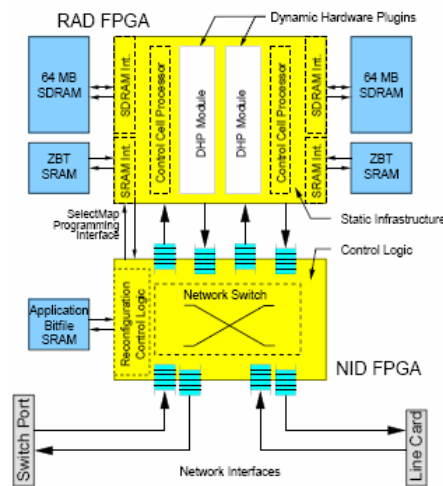 RAD FPGA
Dynamic Hardware Plugins
64 MB
SDRAM
SDRAM Int.
Control Cell Processor
DHP Module
DHP Module
Control Cell Processor
SDRAM Int.
64 MB
SDRAM
ZBT
SRAM
SRAM Int.
SRAM Int.
ZBT
SRAM
SelectMap
Programming
Interface
Static Infrastructure
Control Logic
Application
Bitfile
SRAM
Reconfiguration
Control Logic
Network Switch
NID FPGA
Switch Port
Line Card
Network Interfaces